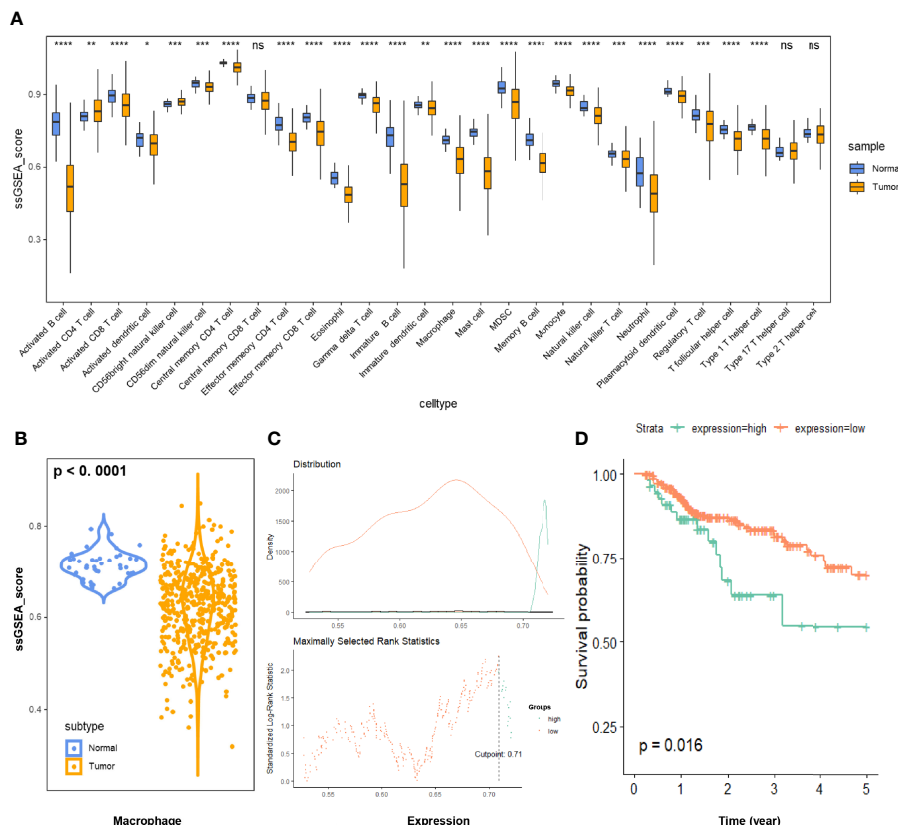 A
**** ** **** * *** *** **** ns **** **** **** **** **** ** **** **** **** **** **** **** *** **** **** *** **** **** ns ns
0.9
0.6
0.3
ssGSEA_score
sample
Normal
Tumor
Activated B cell
Activated CD4 T cell
Activated CD8 T cell
Activated dendritic cell
CD56bright natural killer cell
CD56dim natural killer cell
Central memory CD4 T cell
Central memory CD8 T cell
Effector memory CD4 T cell
Effector memory CD8 T cell
Eosinophil
Gamma delta T cell
Immature B cell
Immature dendritic cell
Macrophage
Mast cell
MDSC
Memory B cell
Monocyte
Natural killer cell
Natural killer T cell
Neutrophil
Plasmacytoid dendritic cell
Regulatory T cell
T follicular helper cell
Type 1 T helper cell
Type 17 T helper cell
Type 2 T helper cell
celltype
B
p < 0.0001
0.8
0.6
0.4
ssGSEA_score
subtype
Normal
Tumor
Macrophage
C
Distribution
2000
1500
1000
500
0
Density
0.55 0.60 0.65 0.70
Maximally Selected Rank Statistics
2.0
1.5
1.0
0.5
0.0
Standardized Log-Rank Statistic
Cutpoint: 0.71
Groups
high
low
0.55 0.60 0.65 0.70
Expression
D
Strata expression=high expression=low
1.00
0.75
0.50
0.25
Survival probability
p = 0.016
0 1 2 3 4 5
Time (year)